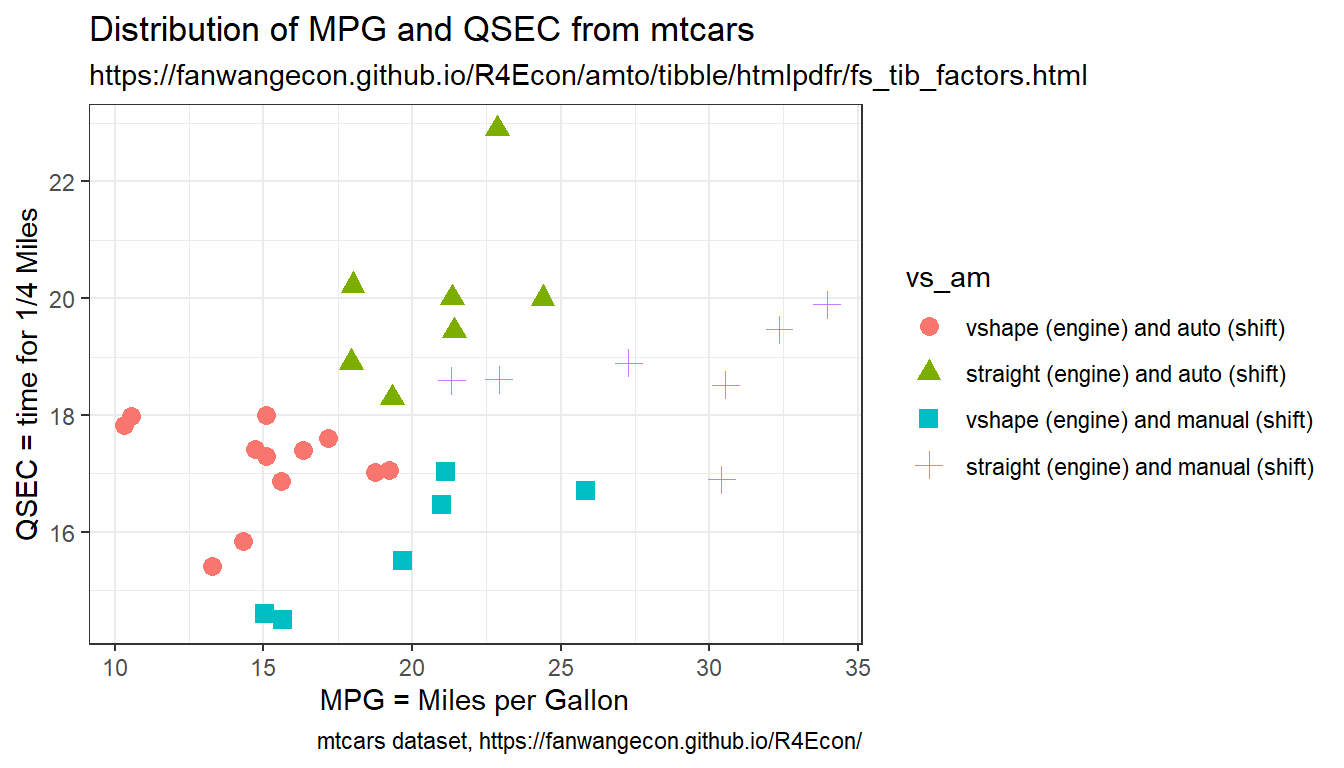 Distribution of MPG and QSEC from mtcars
https://fanwangecon.github.io/R4Econ/amto/tibble/htmlpdfr/fs_tib_factors.html
QSEC = time for 1/4 Miles
22
20
18
16
10 15 20 25 30 35
MPG = Miles per Gallon
mtcars dataset, https://fanwangecon.github.io/R4Econ/
vs_am
vshape (engine) and auto (shift)
straight (engine) and auto (shift)
vshape (engine) and manual (shift)
straight (engine) and manual (shift)